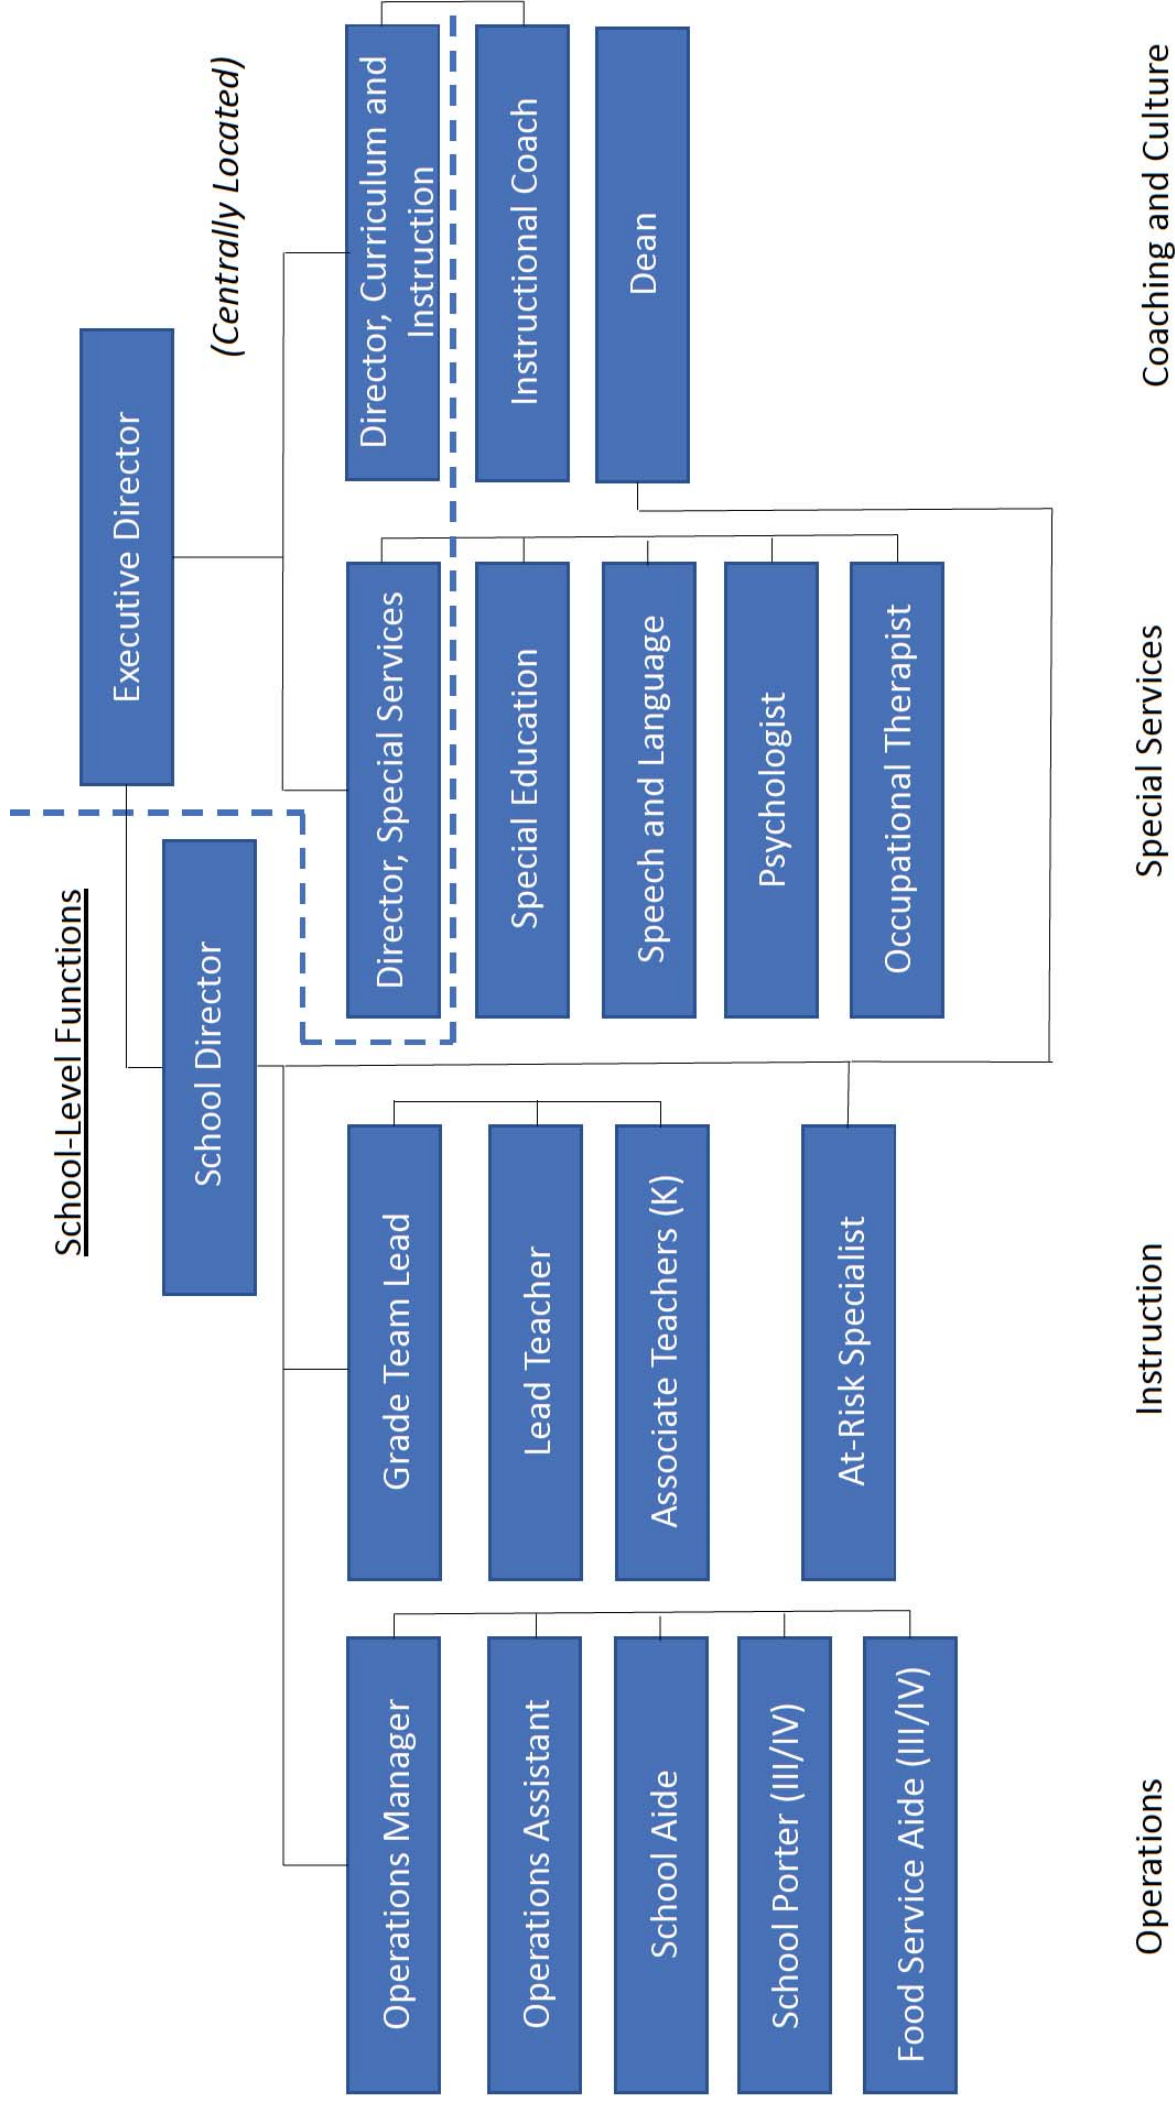 School-Level Functions
Executive Director
(Centrally Located)
School Director
Operations Manager
Grade Team Lead
Director, Special Services
Director, Curriculum and
Instruction
Operations Assistant
Lead Teacher
Special Education
Instructional Coach
School Aide
Associate Teachers (K)
Speech and Language
Dean
School Porter (III/IV)
At-Risk Specialist
Psychologist
Food Service Aide (III/IV)
Occupational Therapist
Operations
Instruction
Special Services
Coaching and Culture